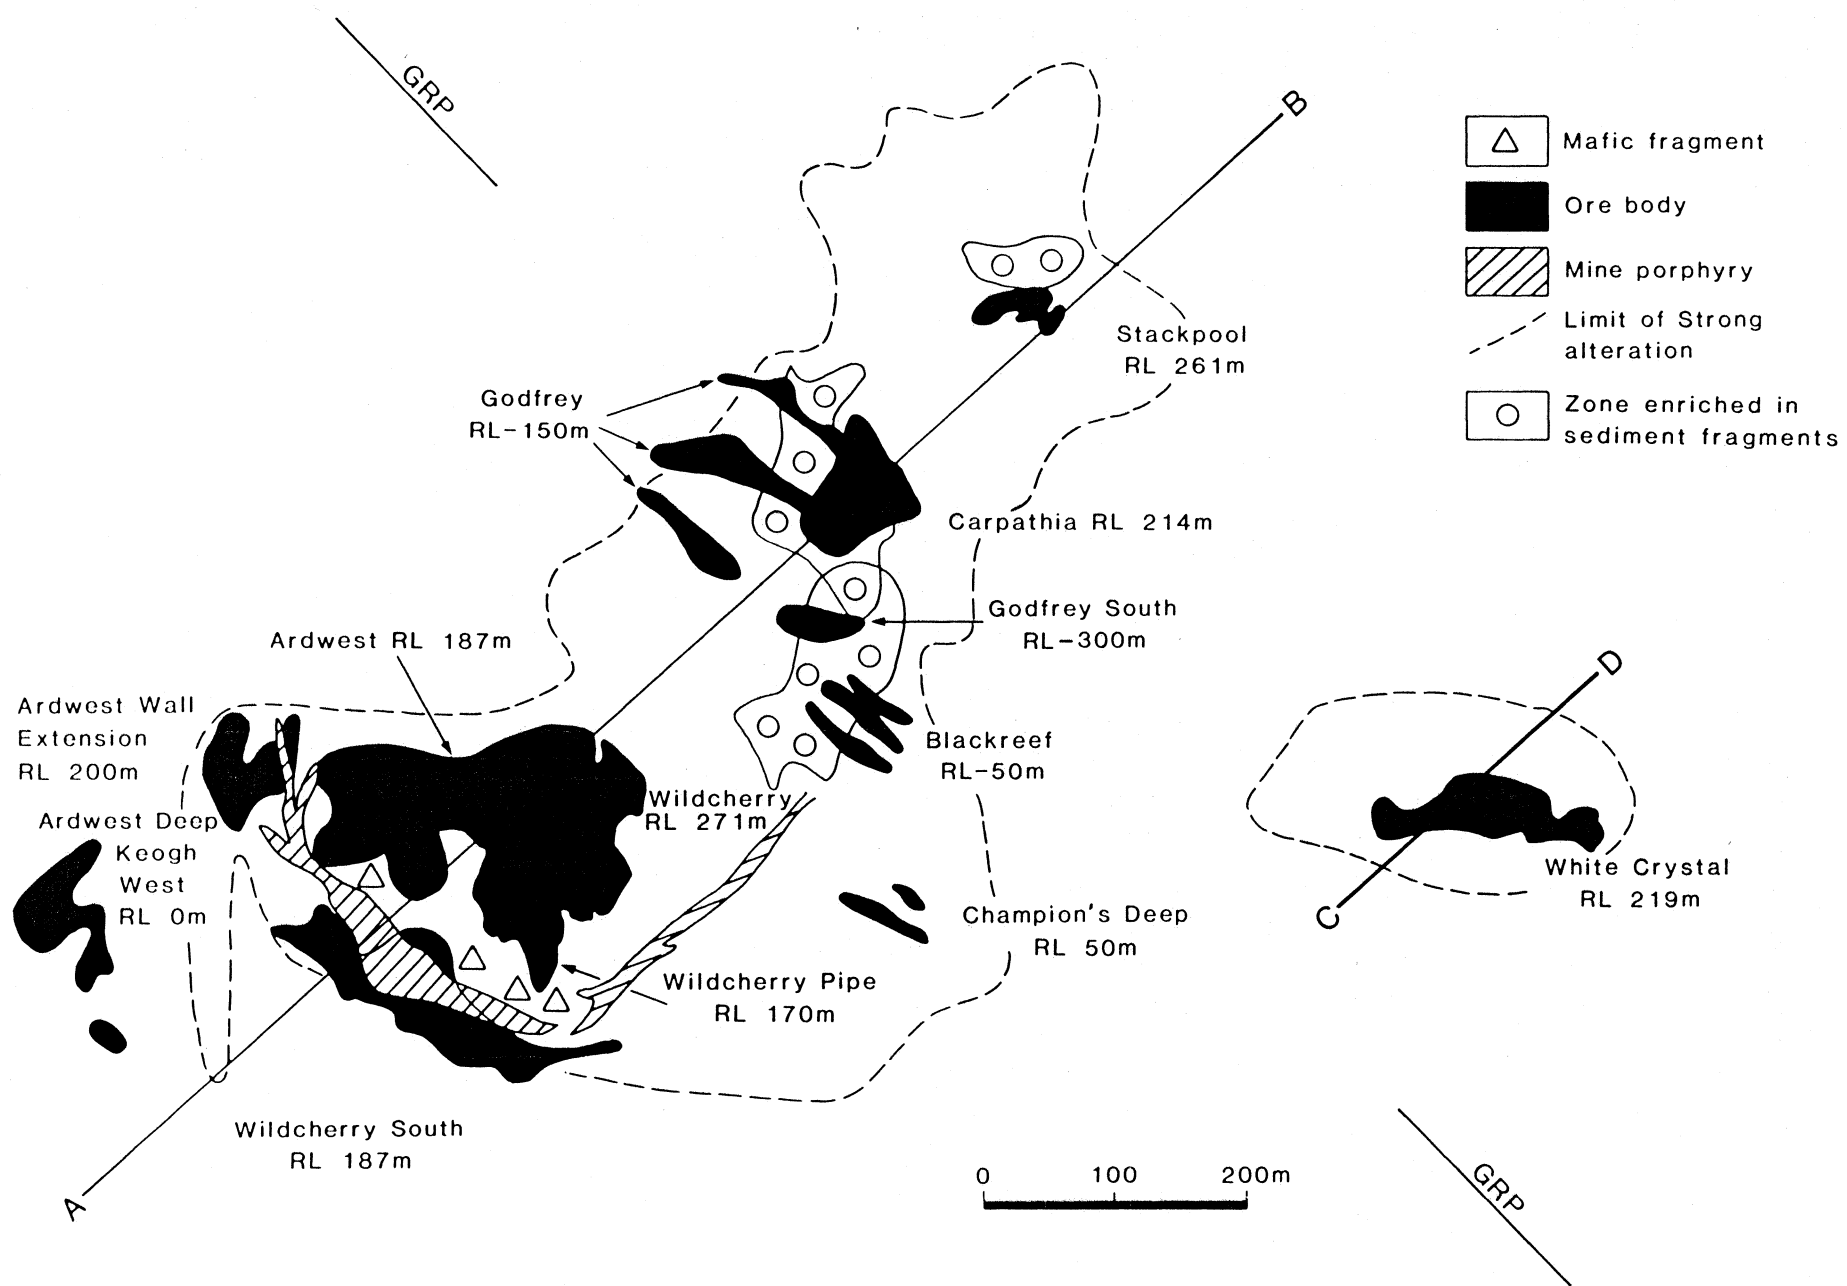 GRP
B
Mafic fragment
Ore body
Mine porphyry
Limit of Strong
alteration
Zone enriched in
sediment fragments
Stackpool
RL 261m
Godfrey
RL-150m
Carpathia RL 214m
Godfrey South
RL-300m
Ardwest RL 187m
Ardwest Wall
Extension
RL 200m
Ardwest Deep
Keogh
West
RL 0m
Wildcherry
RL 271m
Blackreef
RL-50m
D
White Crystal
RL 219m
C
Champion's Deep
RL 50m
Wildcherry Pipe
RL 170m
Wildcherry South
RL 187m
A
0 100 200m
GRP